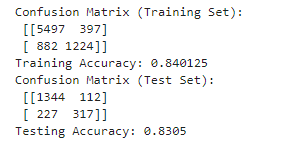 Confusion Matrix (Training Set):
[[5497 397]
[ 882 1224]]
Training Accuracy: 0.840125
Confusion Matrix (Test Set):
[[1344 112]
[ 227 317]]
Testing Accuracy: 0.8305